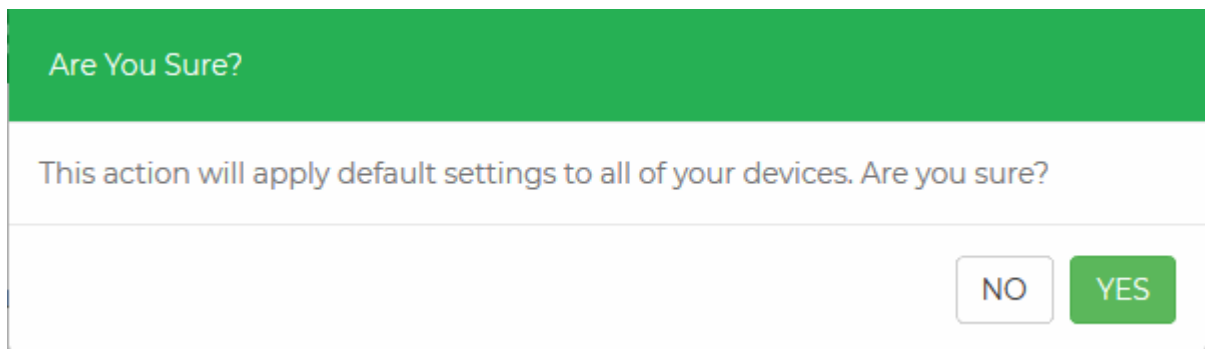 Are You Sure?
This action will apply default settings to all of your devices. Are you sure?
NO YES